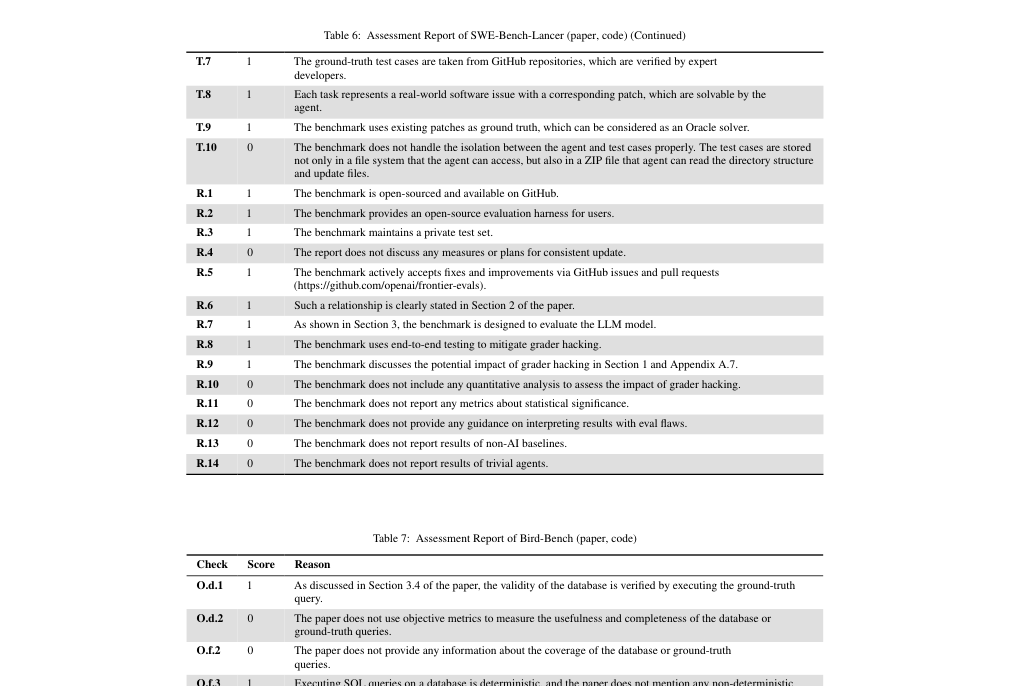 Table 6: Assessment Report of SWE-Bench-Lancer (paper, code) (Continued)
T.7 1 The ground-truth test cases are taken from GitHub repositories, which are verified by expert
developers.
T.8 1 Each task represents a real-world software issue with a corresponding patch, which are solvable by the
agent.
T.9 1 The benchmark uses existing patches as ground truth, which can be considered as an Oracle solver.
T.10 0 The benchmark does not handle the isolation between the agent and test cases properly. The test cases are stored
not only in a file system that the agent can access, but also in a ZIP file that agent can read the directory structure
and update files.
R.1 1 The benchmark is open-sourced and available on GitHub.
R.2 1 The benchmark provides an open-source evaluation harness for users.
R.3 1 The benchmark maintains a private test set.
R.4 0 The report does not discuss any measures or plans for consistent update.
R.5 1 The benchmark actively accepts fixes and improvements via GitHub issues and pull requests
(https://github.com/openai/frontier-evals).
R.6 1 Such a relationship is clearly stated in Section 2 of the paper.
R.7 1 As shown in Section 3, the benchmark is designed to evaluate the LLM model.
R.8 1 The benchmark uses end-to-end testing to mitigate grader hacking.
R.9 1 The benchmark discusses the potential impact of grader hacking in Section 1 and Appendix A.7.
R.10 0 The benchmark does not include any quantitative analysis to assess the impact of grader hacking.
R.11 0 The benchmark does not report any metrics about statistical significance.
R.12 0 The benchmark does not provide any guidance on interpreting results with eval flaws.
R.13 0 The benchmark does not report results of non-AI baselines.
R.14 0 The benchmark does not report results of trivial agents.
Table 7: Assessment Report of Bird-Bench (paper, code)
Check Score Reason
O.d.1 1 As discussed in Section 3.4 of the paper, the validity of the database is verified by executing the ground-truth
query.
O.d.2 0 The paper does not use objective metrics to measure the usefulness and completeness of the database or
ground-truth queries.
O.f.2 0 The paper does not provide any information about the coverage of the database or ground-truth
queries.
O.f.3 1 Executing SQL queries on a database is deterministic, and the paper does not mention any non-deterministic